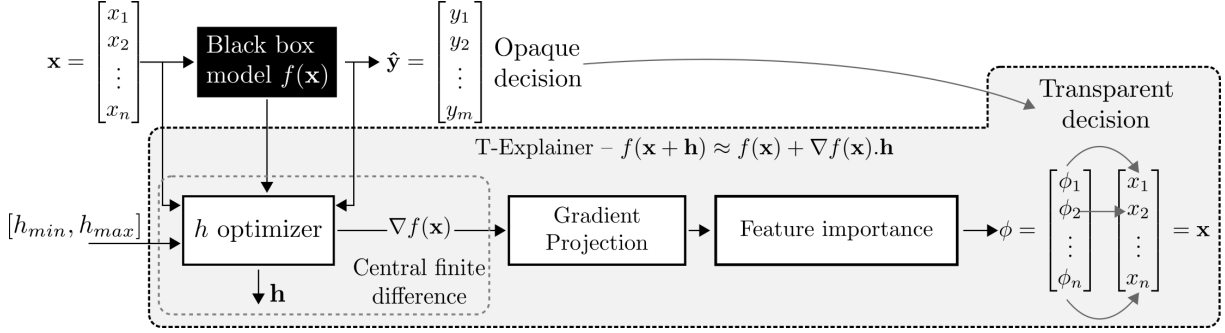 x = [x₁ x₂ ⋮ xₙ]
Black box
model f(x)
ŷ = [y₁ y₂ ⋮ yₘ]
Opaque
decision
Transparent
decision
T-Explainer – f(x + h) ≈ f(x) + ∇f(x).h
[hₘᵢₙ, hₘₐₓ]
h optimizer
∇f(x)
Central finite
difference
h
Gradient
Projection
Feature importance
ϕ = [ϕ₁ ϕ₂ ⋮ ϕₙ] [x₁ x₂ ⋮ xₙ] = x